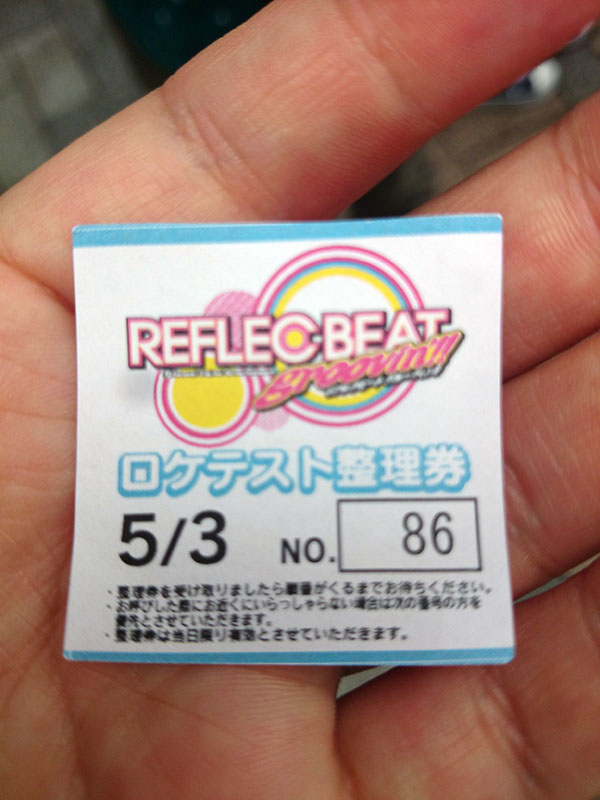 REFLEC BEAT
groovin'!!
ロケテスト整理券
5/3 NO. 86
・整理券を受け取りましたら順番がくるまでお待ちください。
・お呼びした際にお近くにいらっしゃらない場合は次の番号の方を
優先とさせていただきます。
・整理券は当日限り有効とさせていただきます。